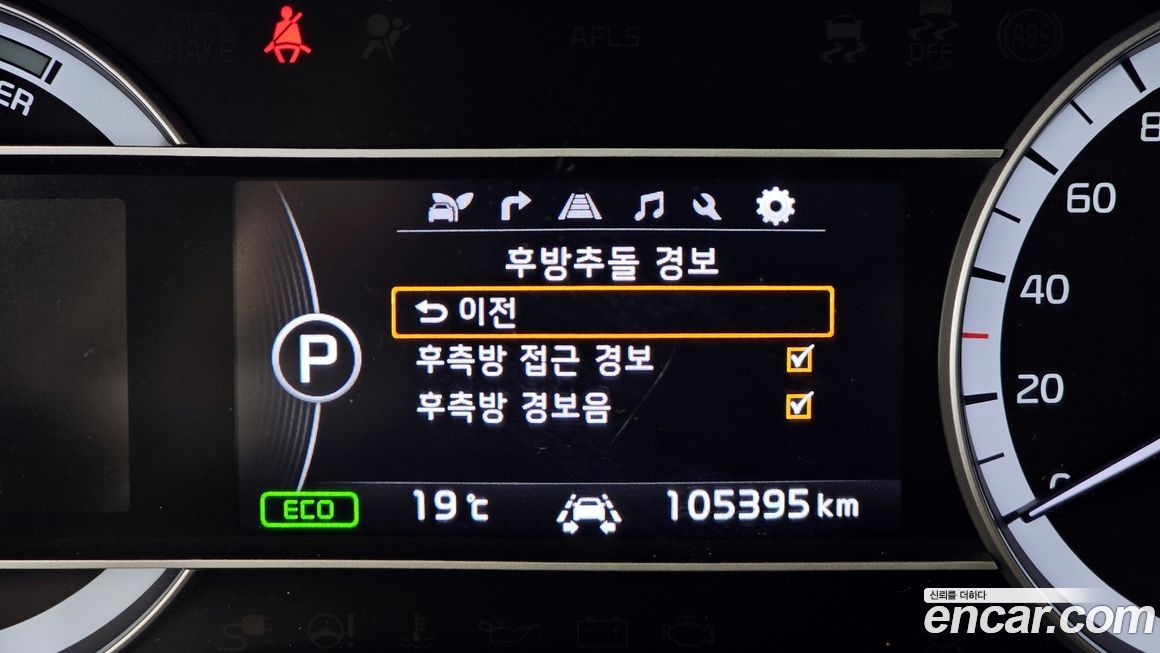 BRAKE
AFLS
OFF
ABS
ER
후방추돌 경보
이전
P
후측방 접근 경보
후측방 경보음
ECO
19℃
105395 km
8
60
40
20
0
신뢰를 더하다
encar.com